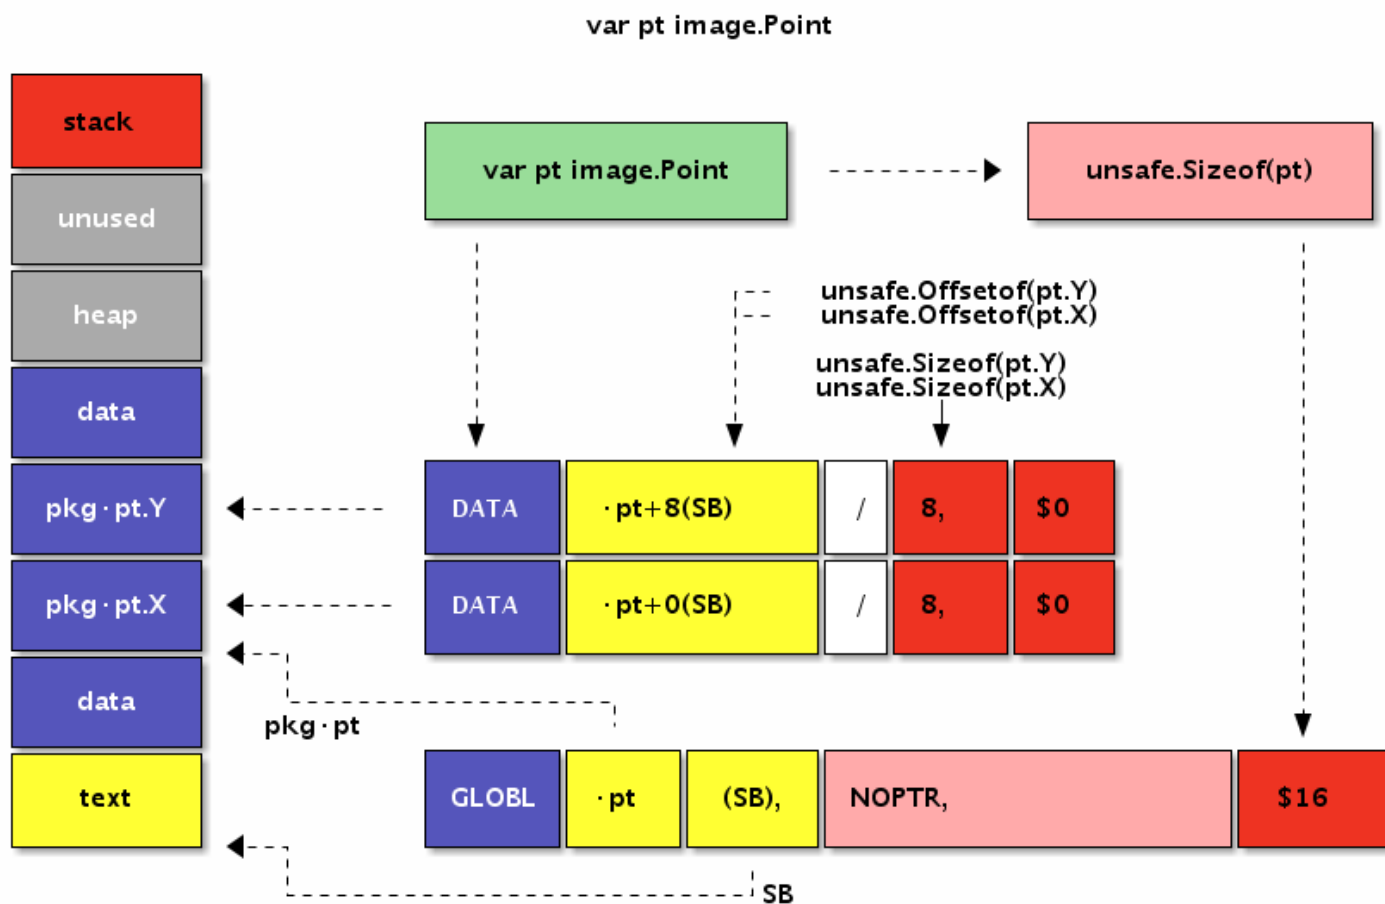 var pt image.Point
stack
unused
heap
data
pkg·pt.Y
pkg·pt.X
data
text
var pt image.Point
unsafe.Sizeof(pt)
unsafe.Offsetof(pt.Y)
unsafe.Offsetof(pt.X)
unsafe.Sizeof(pt.Y)
unsafe.Sizeof(pt.X)
DATA ·pt+8(SB) / 8, $0
DATA ·pt+0(SB) / 8, $0
pkg·pt
GLOBL ·pt (SB), NOPTR, $16
SB